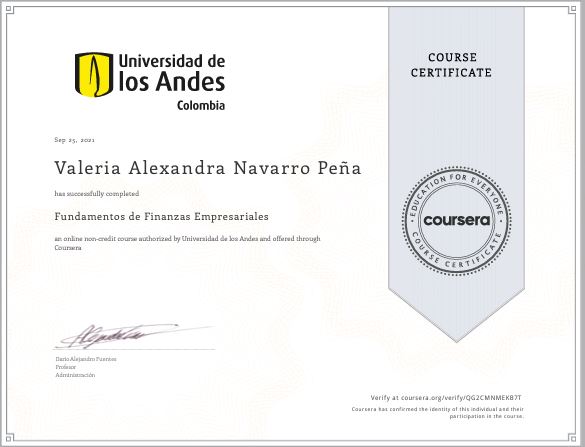 Universidad de
los Andes
Colombia
COURSE
CERTIFICATE
Sep 25, 2021
Valeria Alexandra Navarro Peña
has successfully completed
Fundamentos de Finanzas Empresariales
an online non-credit course authorized by Universidad de los Andes and offered through
Coursera
EDUCATION FOR EVERYONE
coursera
COURSE CERTIFICATE
Darío Alejandro Fuentes
Profesor
Administración
Verify at coursera.org/verify/QG2CMNMEKB7T
Coursera has confirmed the identity of this individual and their
participation in the course.